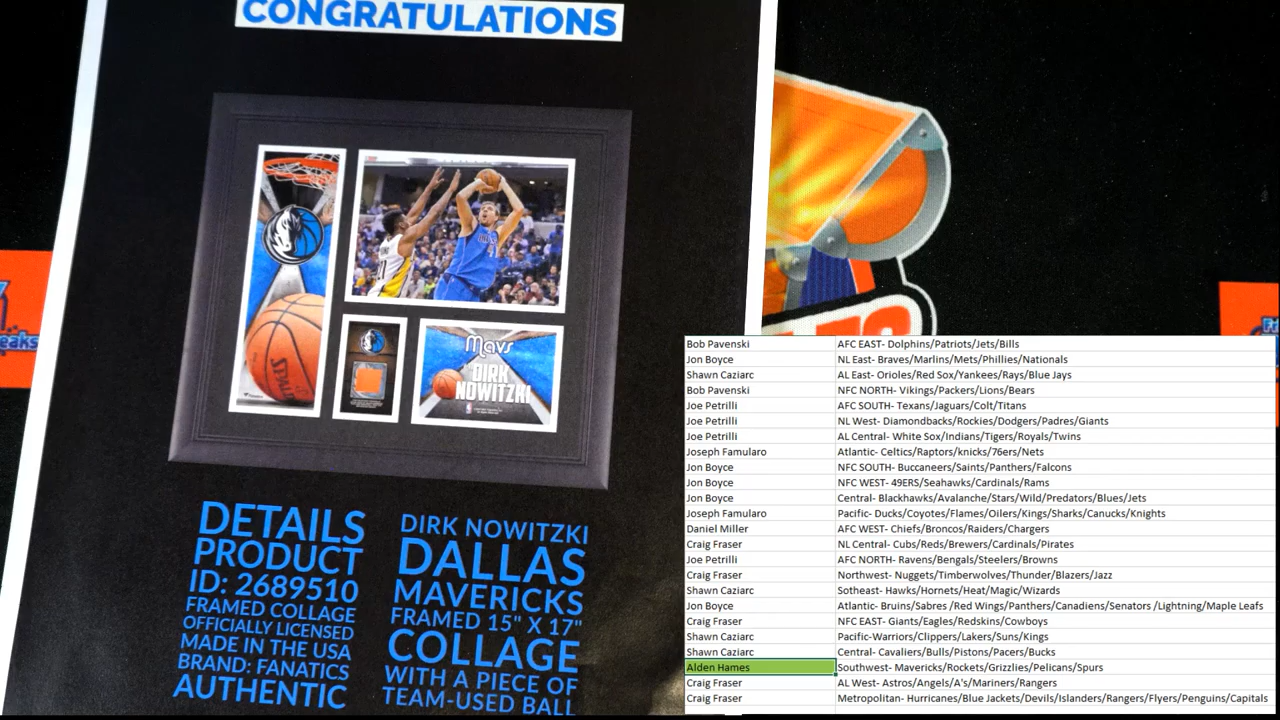 CONGRATULATIONS
Mavs
DIRK
NOWITZKI
SPALDING
DETAILS
PRODUCT
ID: 2689510
FRAMED COLLAGE
OFFICIALLY LICENSED
MADE IN THE USA
BRAND: FANATICS
AUTHENTIC
DIRK NOWITZKI
DALLAS
MAVERICKS
FRAMED 15" X 17"
COLLAGE
WITH A PIECE OF
TEAM-USED BALL
Bob Pavenski AFC EAST- Dolphins/Patriots/Jets/Bills
Jon Boyce NL East- Braves/Marlins/Mets/Phillies/Nationals
Shawn Caziarc AL East- Orioles/Red Sox/Yankees/Rays/Blue Jays
Bob Pavenski NFC NORTH- Vikings/Packers/Lions/Bears
Joe Petrilli AFC SOUTH- Texans/Jaguars/Colt/Titans
Joe Petrilli NL West- Diamondbacks/Rockies/Dodgers/Padres/Giants
Joe Petrilli AL Central- White Sox/Indians/Tigers/Royals/Twins
Joseph Famularo Atlantic- Celtics/Raptors/knicks/76ers/Nets
Jon Boyce NFC SOUTH- Buccaneers/Saints/Panthers/Falcons
Jon Boyce NFC WEST- 49ERS/Seahawks/Cardinals/Rams
Jon Boyce Central- Blackhawks/Avalanche/Stars/Wild/Predators/Blues/Jets
Joseph Famularo Pacific- Ducks/Coyotes/Flames/Oilers/Kings/Sharks/Canucks/Knights
Daniel Miller AFC WEST- Chiefs/Broncos/Raiders/Chargers
Craig Fraser NL Central- Cubs/Reds/Brewers/Cardinals/Pirates
Joe Petrilli AFC NORTH- Ravens/Bengals/Steelers/Browns
Craig Fraser Northwest- Nuggets/Timberwolves/Thunder/Blazers/Jazz
Shawn Caziarc Sotheast- Hawks/Hornets/Heat/Magic/Wizards
Jon Boyce Atlantic- Bruins/Sabres /Red Wings/Panthers/Canadiens/Senators /Lightning/Maple Leafs
Craig Fraser NFC EAST- Giants/Eagles/Redskins/Cowboys
Shawn Caziarc Pacific-Warriors/Clippers/Lakers/Suns/Kings
Shawn Caziarc Central- Cavaliers/Bulls/Pistons/Pacers/Bucks
Alden Hames Southwest- Mavericks/Rockets/Grizzlies/Pelicans/Spurs
Craig Fraser AL West- Astros/Angels/A's/Mariners/Rangers
Craig Fraser Metropolitan- Hurricanes/Blue Jackets/Devils/Islanders/Rangers/Flyers/Penguins/Capitals